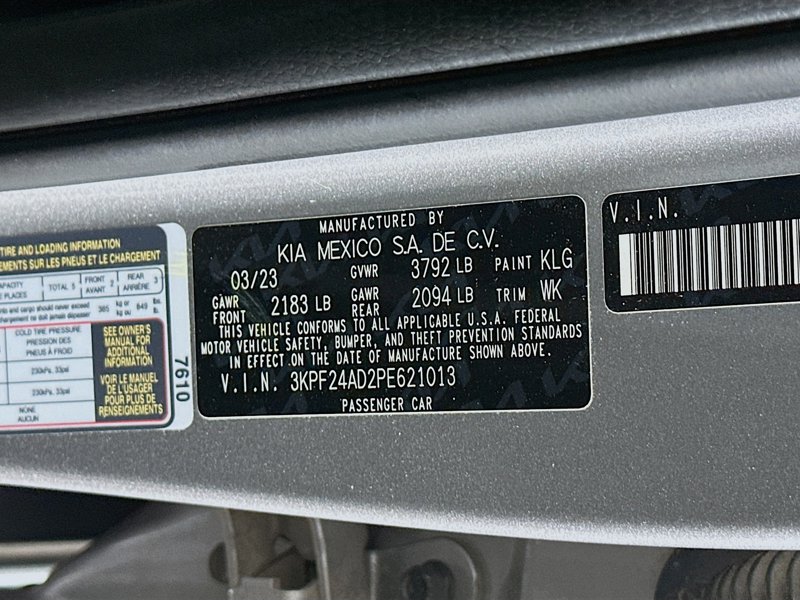 TIRE AND LOADING INFORMATION
EMENTS SUR LES PNEUS ET LE CHARGEMENT
TOTAL 5 FRONT AVANT 2 REAR ARRIÈRE 3
PLACES
385 kg or kg ou 849
COLD TIRE PRESSURE
PRESSION DES
PNEUS À FROID
230kPa, 33psi
230kPa, 33psi
NONE
AUCUN
SEE OWNER'S
MANUAL FOR
ADDITIONAL
INFORMATION
VOIR LE MANUEL
DE L'USAGER
POUR PLUS DE
RENSEIGNEMENTS
7610
MANUFACTURED BY
KIA MEXICO S.A. DE C.V.
03/23 GVWR 3792 LB PAINT KLG
GAWR FRONT 2183 LB GAWR REAR 2094 LB TRIM WK
THIS VEHICLE CONFORMS TO ALL APPLICABLE U.S.A. FEDERAL
MOTOR VEHICLE SAFETY, BUMPER, AND THEFT PREVENTION STANDARDS
IN EFFECT ON THE DATE OF MANUFACTURE SHOWN ABOVE.
V.I.N. 3KPF24AD2PE621013
PASSENGER CAR
V.I.N.